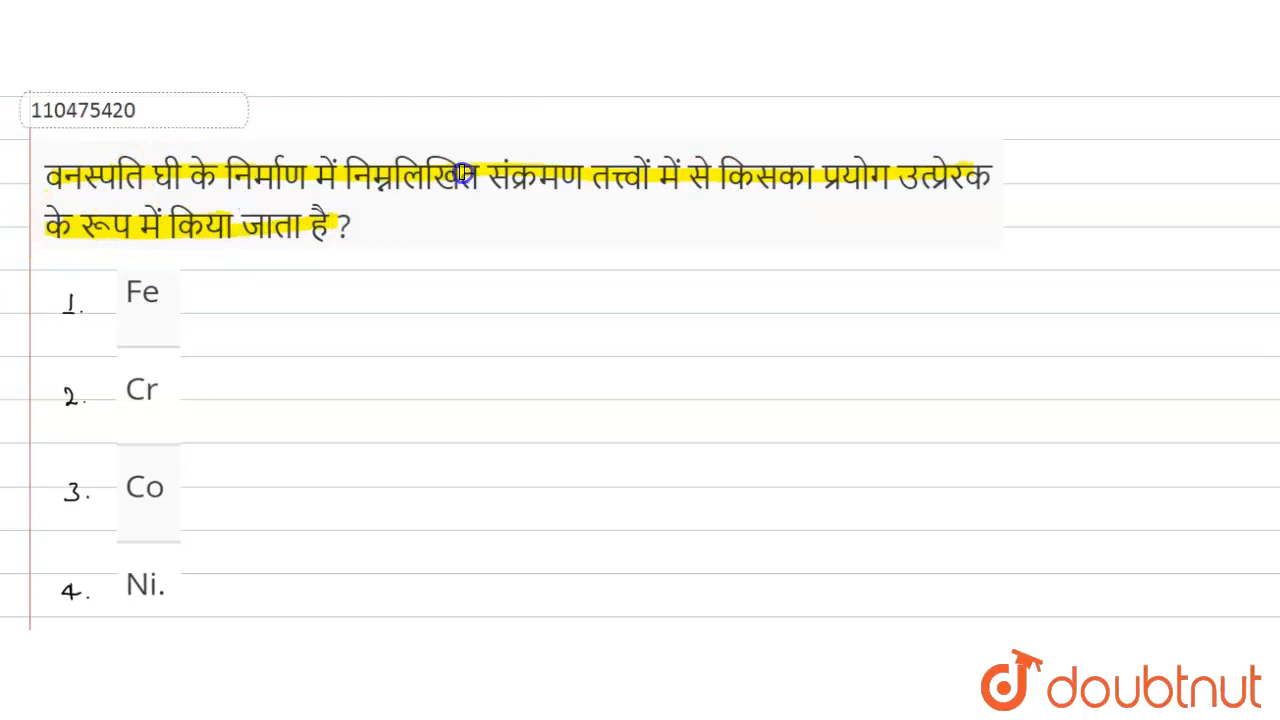 110475420
वनस्पति घी के निर्माण में निम्नलिखित संक्रमण तत्त्वों में से किसका प्रयोग उत्प्रेरक
के रूप में किया जाता है ?
1. Fe
2. Cr
3. Co
4. Ni.
doubtnut